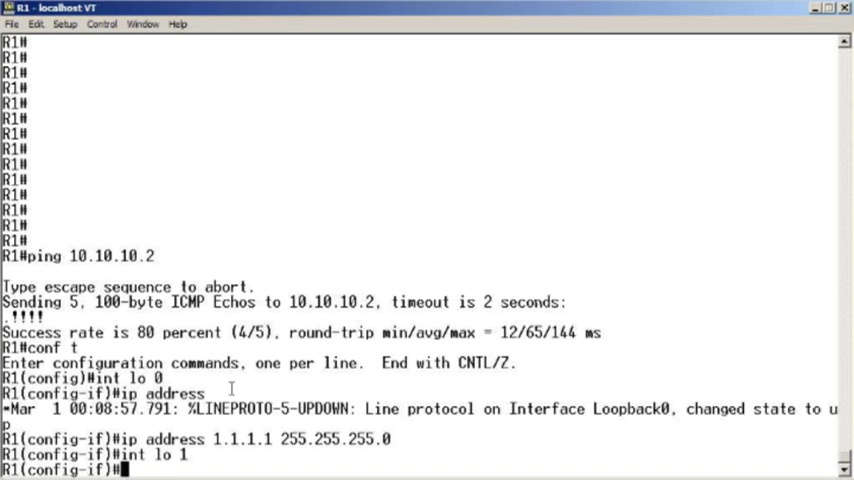 R1 - localhost VT
File Edit Setup Control Window Help
R1#
R1#
R1#
R1#
R1#
R1#
R1#
R1#
R1#
R1#
R1#
R1#
R1#
R1#
R1#ping 10.10.10.2
Type escape sequence to abort.
Sending 5, 100-byte ICMP Echos to 10.10.10.2, timeout is 2 seconds:
.!!!!
Success rate is 80 percent (4/5), round-trip min/avg/max = 12/65/144 ms
R1#conf t
Enter configuration commands, one per line.  End with CNTL/Z.
R1(config)#int lo 0
R1(config-if)#ip address
*Mar  1 00:08:57.791: %LINEPROTO-5-UPDOWN: Line protocol on Interface Loopback0, changed state to u
p
R1(config-if)#ip address 1.1.1.1 255.255.255.0
R1(config-if)#int lo 1
R1(config-if)#